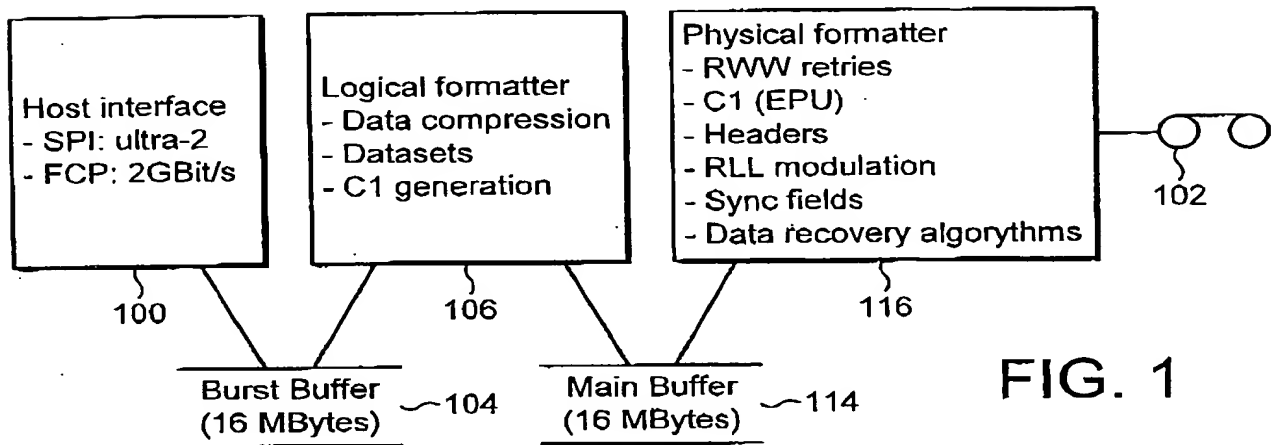 Host interface
- SPI: ultra-2
- FCP: 2GBit/s
100
Logical formatter
- Data compression
- Datasets
- C1 generation
106
Physical formatter
- RWW retries
- C1 (EPU)
- Headers
- RLL modulation
- Sync fields
- Data recovery algorythms
116
102
Burst Buffer
(16 MBytes)
104
Main Buffer
(16 MBytes)
114
FIG. 1